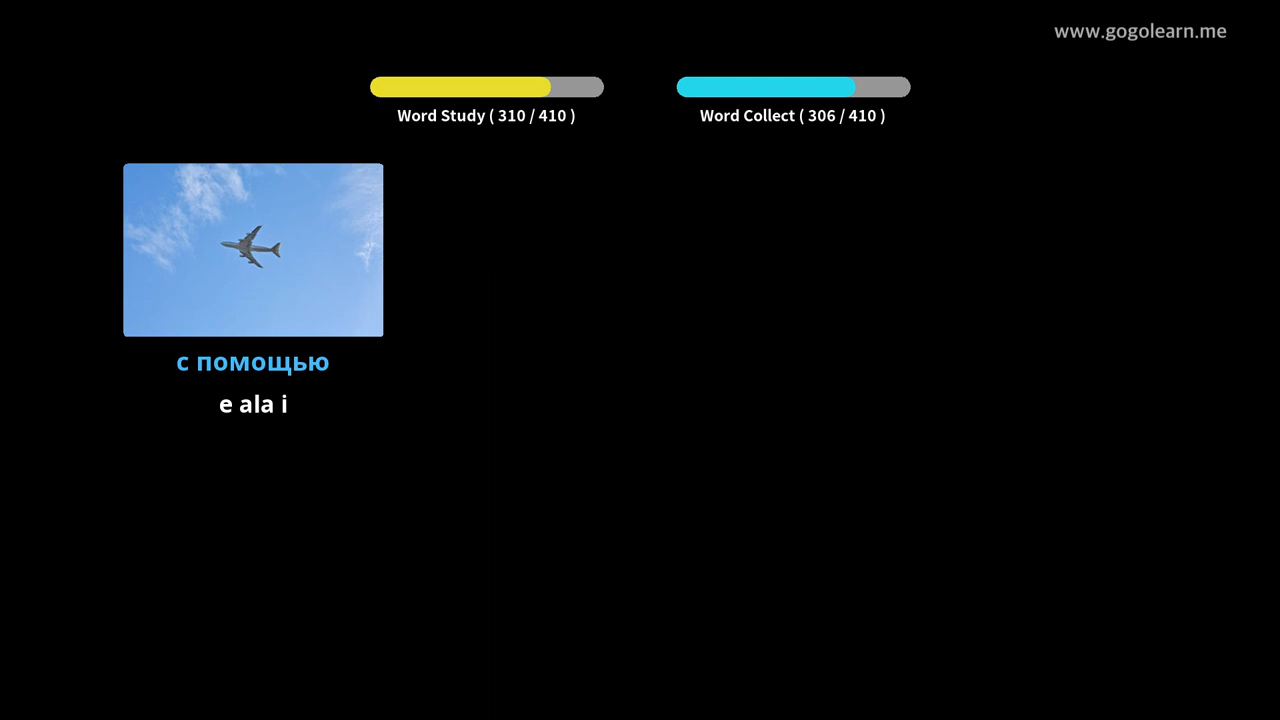 www.gogolearn.me
Word Study ( 310 / 410 )
Word Collect ( 306 / 410 )
с помощью
e ala i